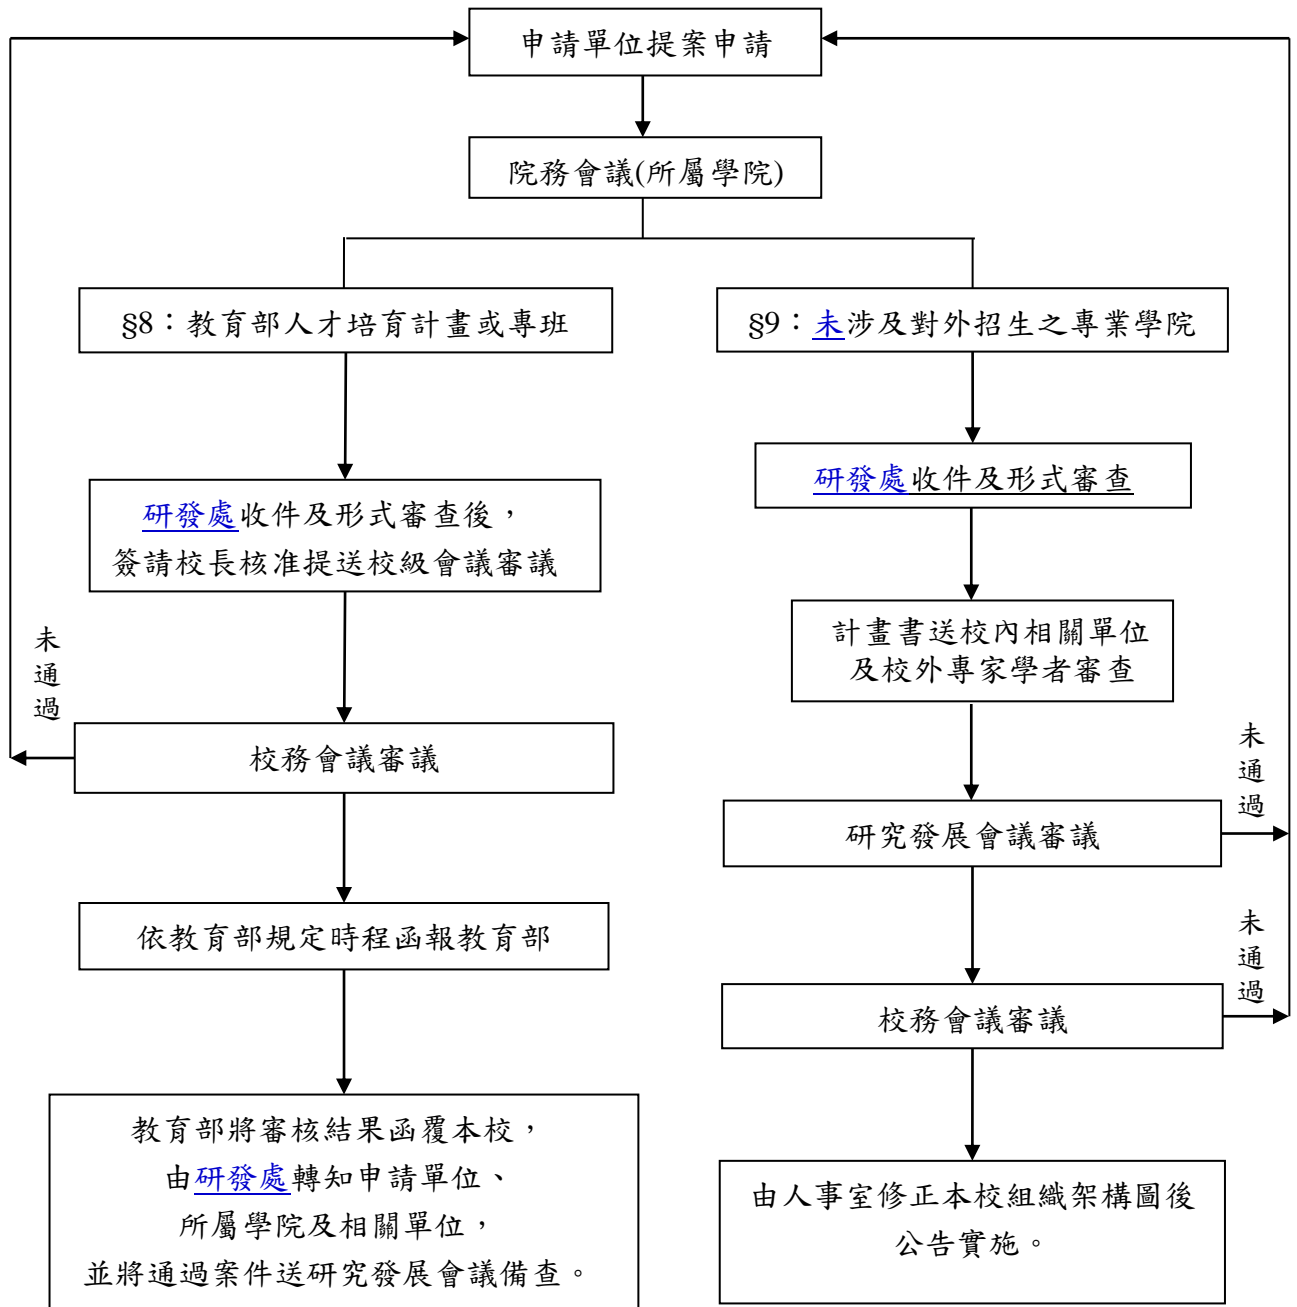 申請單位提案申請
院務會議(所屬學院)
§8：教育部人才培育計畫或專班
研發處收件及形式審查後，
簽請校長核准提送校級會議審議
未
通
過
校務會議審議
依教育部規定時程函報教育部
教育部將審核結果函覆本校，
由研發處轉知申請單位、
所屬學院及相關單位，
並將通過案件送研究發展會議備查。
§9：未涉及對外招生之專業學院
研發處收件及形式審查
計畫書送校內相關單位
及校外專家學者審查
研究發展會議審議
未
通
過
校務會議審議
未
通
過
由人事室修正本校組織架構圖後
公告實施。